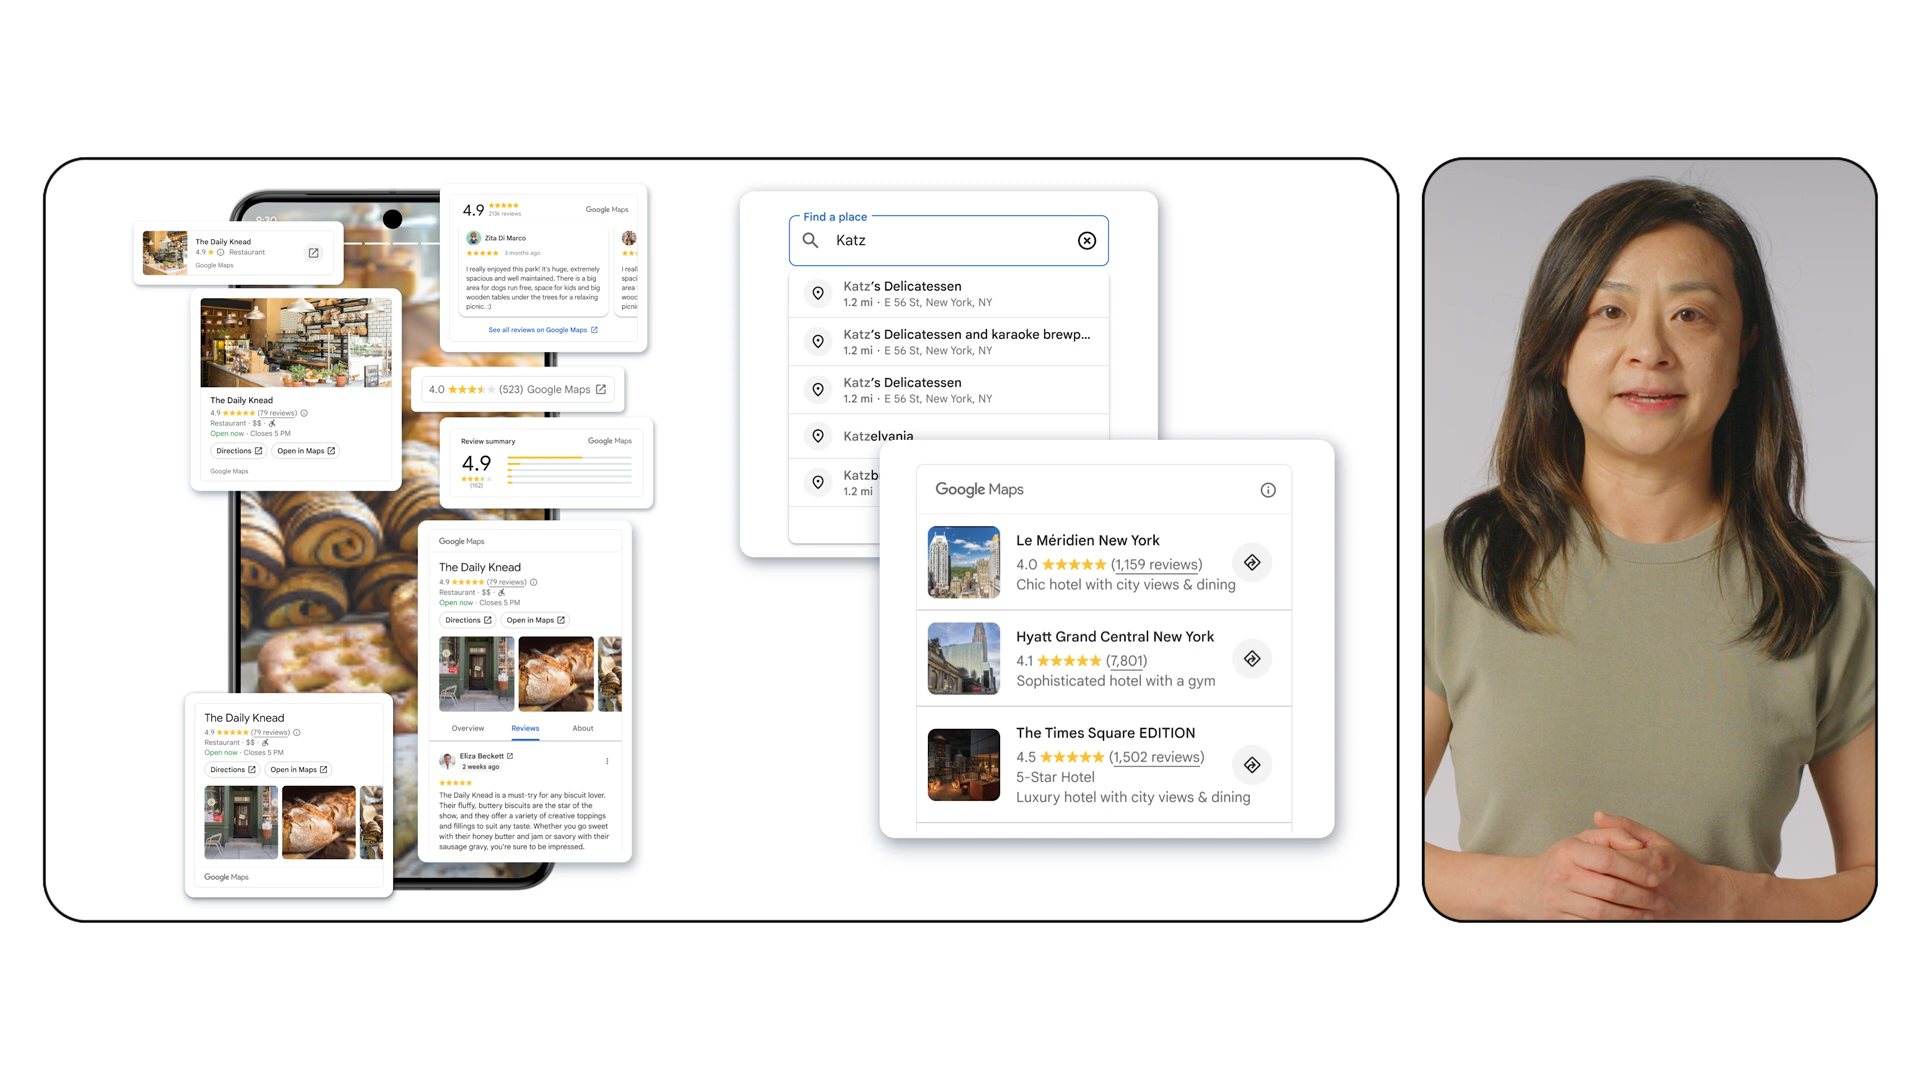 9:30
The Daily Knead
4.9 ★ Restaurant
Google Maps
The Daily Knead
4.9 ★★★★★ (79 reviews)
Restaurant · $$ ·
Open now · Closes 5 PM
Directions
Open in Maps
Google Maps
4.9 ★★★★★
213k reviews
Google Maps
Zita Di Marco
★★★★★ 3 months ago
I really enjoyed this park! It's huge, extremely
spacious and well maintained. There is a big
area for dogs run free, space for kids and big
wooden tables under the trees for a relaxing
picnic. :)
I reall
spaci
area
wood
picni
See all reviews on Google Maps
4.0 (523) Google Maps
Review summary
Google Maps
4.9
(152)
Google Maps
The Daily Knead
4.9 ★★★★★ (79 reviews)
Restaurant · $$ ·
Open now · Closes 5 PM
Directions
Open in Maps
Overview
Reviews
About
Eliza Beckett
2 weeks ago
★★★★★
The Daily Knead is a must-try for any biscuit lover.
Their fluffy, buttery biscuits are the star of the
show, and they offer a variety of creative toppings
and fillings to suit any taste. Whether you go sweet
with their honey butter and jam or savory with their
sausage gravy, you're sure to be impressed.
The Daily Knead
4.9 ★★★★★ (79 reviews)
Restaurant · $$ ·
Open now · Closes 5 PM
Directions
Open in Maps
Google Maps
Find a place
Katz
Katz's Delicatessen
1.2 mi · E 56 St, New York, NY
Katz's Delicatessen and karaoke brewp...
1.2 mi · E 56 St, New York, NY
Katz's Delicatessen
1.2 mi · E 56 St, New York, NY
Katzelvania
Katzb
1.2 mi
Google Maps
Le Méridien New York
4.0 ★★★★★ (1,159 reviews)
Chic hotel with city views & dining
Hyatt Grand Central New York
4.1 ★★★★★ (7,801)
Sophisticated hotel with a gym
The Times Square EDITION
4.5 ★★★★★ (1,502 reviews)
5-Star Hotel
Luxury hotel with city views & dining